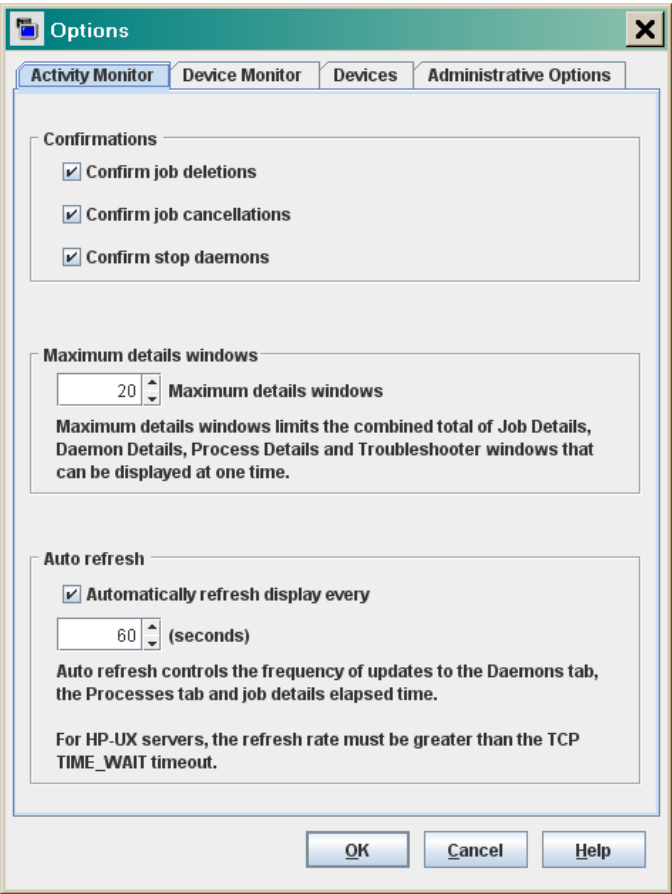 Options
Activity Monitor Device Monitor Devices Administrative Options
Confirmations
Confirm job deletions
Confirm job cancellations
Confirm stop daemons
Maximum details windows
20 Maximum details windows
Maximum details windows limits the combined total of Job Details,
Daemon Details, Process Details and Troubleshooter windows that
can be displayed at one time.
Auto refresh
Automatically refresh display every
60 (seconds)
Auto refresh controls the frequency of updates to the Daemons tab,
the Processes tab and job details elapsed time.
For HP-UX servers, the refresh rate must be greater than the TCP
TIME_WAIT timeout.
OK Cancel Help